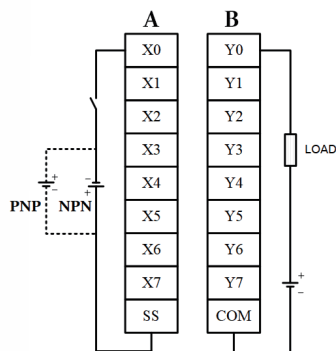 A B
X0 Y0
X1 Y1
X2 Y2
X3 Y3 LOAD
X4 Y4
PNP NPN X5 Y5
X6 Y6
X7 Y7
SS COM